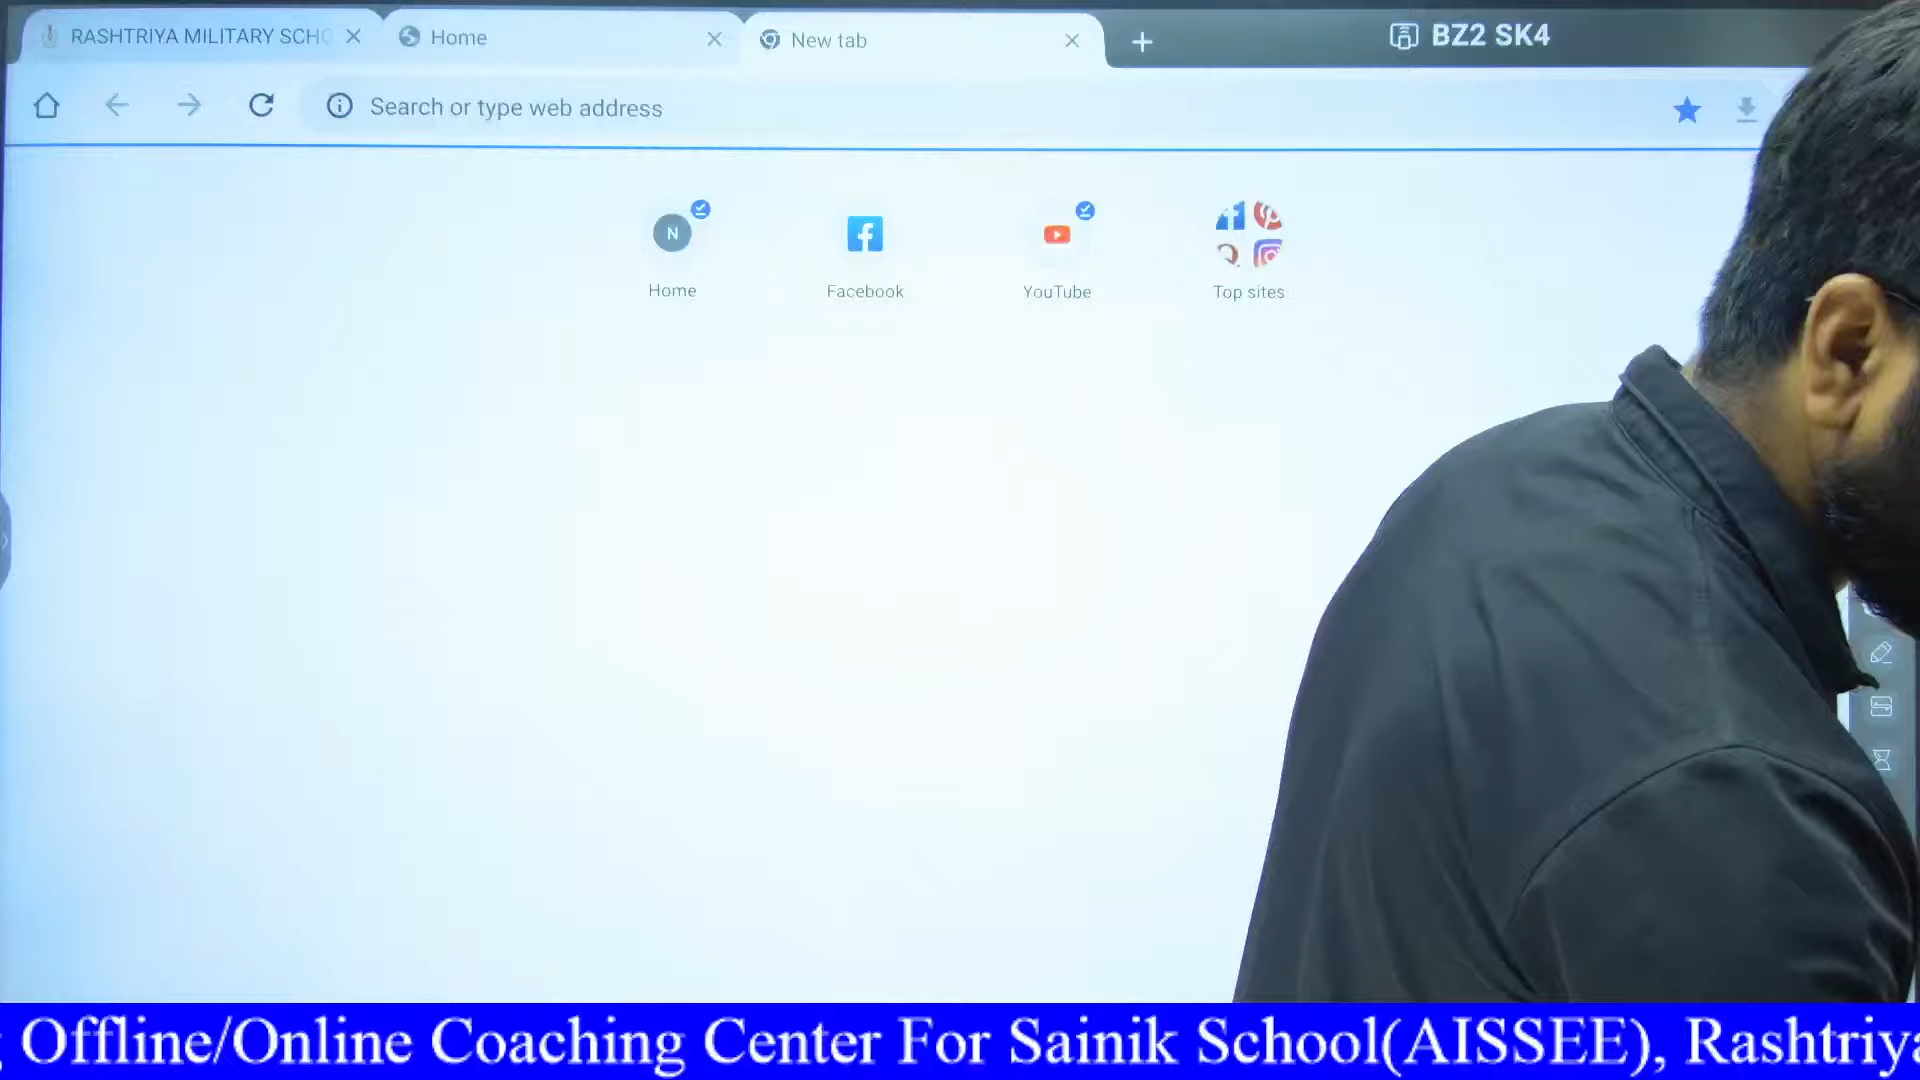 RASHTRIYA MILITARY SCHO
Home
New tab
BZ2 SK4
Search or type web address
N
Home
Facebook
YouTube
Top sites
Offline/Online Coaching Center For Sainik School(AISSEE), Rashtriya